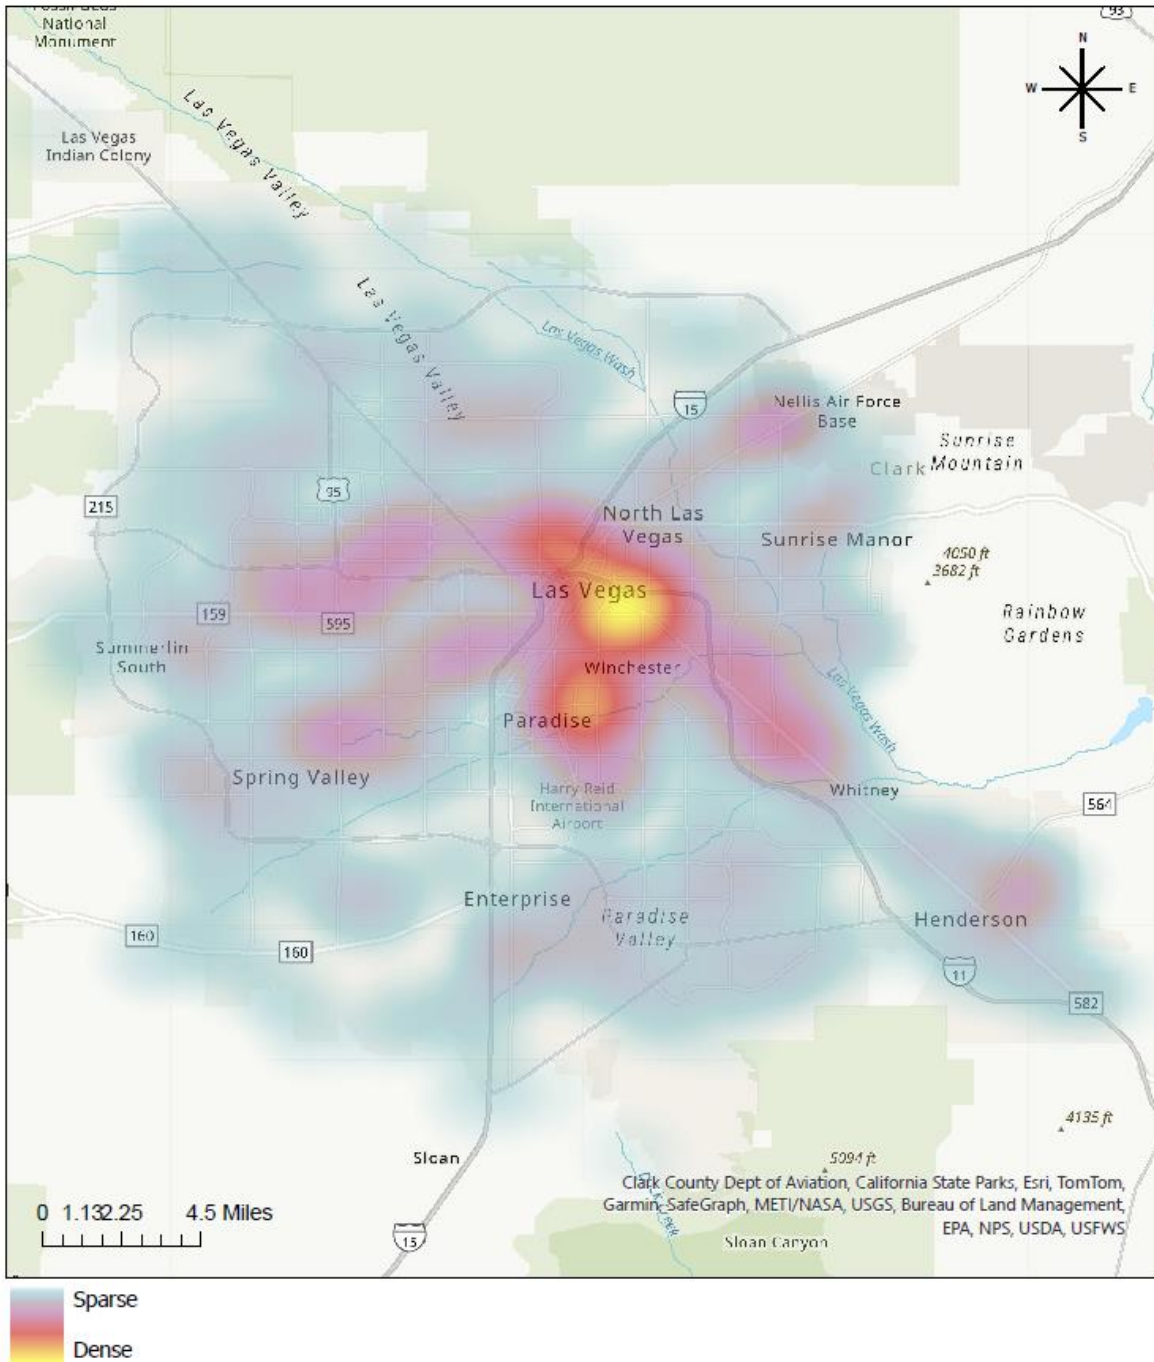 National
Monument
93
N
W
E
S
Las Vegas
Indian Colony
Las Vegas Valley
Las Vegas Valley
Las Vegas Wash
15
Nellis Air Force
Base
Sunrise
Mountain
Clark
95
215
North Las
Vegas
Sunrise Manor
4050 ft
3682 ft
Las Vegas
159
595
Rainbow
Gardens
Summerlin
South
Winchester
Las Vegas Wash
Paradise
Spring Valley
Harry Reid
International
Airport
Whitney
564
Enterprise
Paradise
Valley
Henderson
160
160
11
582
4135 ft
Sloan
5094 ft
Clark County Dept of Aviation, California State Parks, Esri, TomTom,
Garmin, SafeGraph, METI/NASA, USGS, Bureau of Land Management,
EPA, NPS, USDA, USFWS
0 1.132.25 4.5 Miles
15
Sloan Canyon
Sparse
Dense